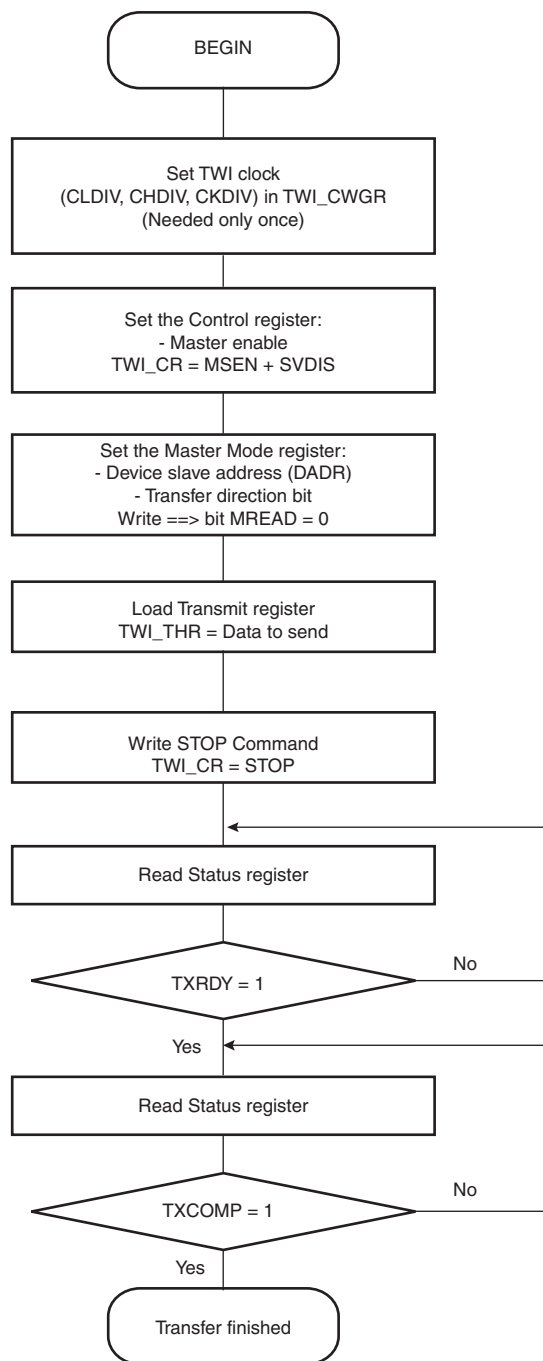 BEGIN
Set TWI clock
(CLDIV, CHDIV, CKDIV) in TWI_CWGR
(Needed only once)
Set the Control register:
- Master enable
TWI_CR = MSEN + SVDIS
Set the Master Mode register:
- Device slave address (DADR)
- Transfer direction bit
Write ==> bit MREAD = 0
Load Transmit register
TWI_THR = Data to send
Write STOP Command
TWI_CR = STOP
Read Status register
TXRDY = 1
No
Yes
Read Status register
TXCOMP = 1
No
Yes
Transfer finished